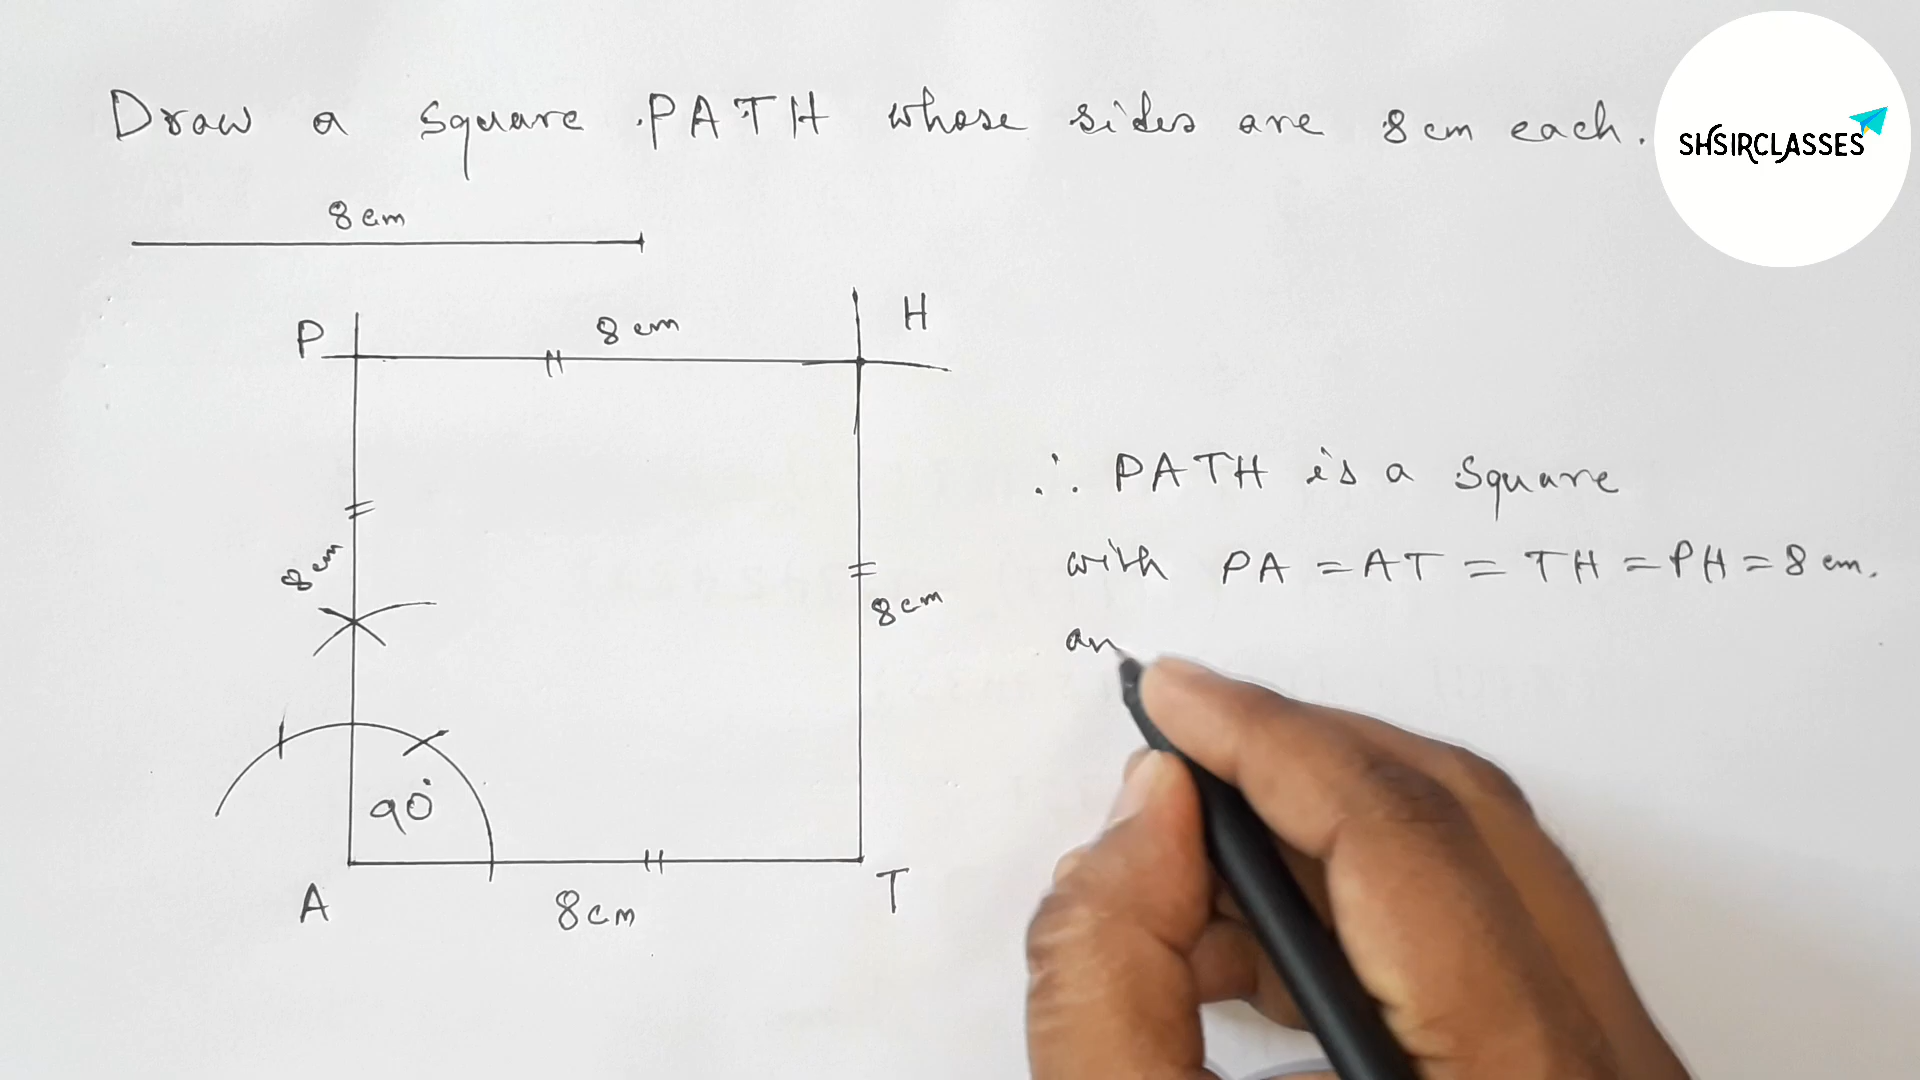 Draw a square PATH whose sides are 8 cm each.
SHSIRCLASSES
8 cm
P
8 cm
H
8 cm
8 cm
90°
A
8 cm
T
∴ PATH is a square
with PA = AT = TH = PH = 8 cm.
an